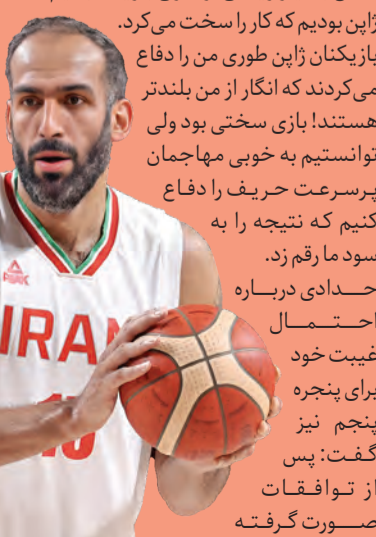 ژاپن بودیم که کار را سخت می‌کرد.
بازیکنان ژاپن طوری من را دفاع
می‌کردند که انگار از من بلندتر
هستند! بازی سختی بود ولی
توانستیم به خوبی مهاجمان
پرسرعت حریف را دفاع
کنیم که نتیجه را به
سود ما رقم زد.
حدادی درباره
احتمال
غیبت خود
برای پنجره
پنجم نیز
گفت: پس
از توافقات
صورت گرفته
PEAK
IRAN